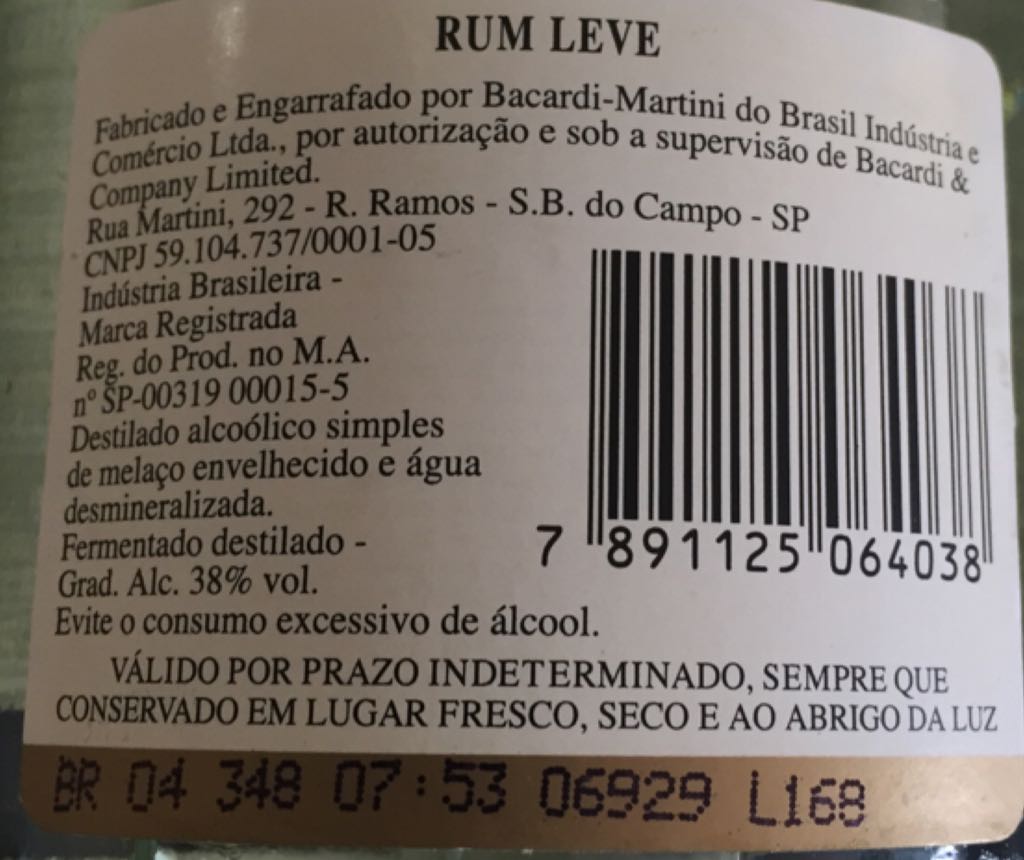 RUM LEVE
Fabricado e Engarrafado por Bacardi-Martini do Brasil Indústria e
Comércio Ltda., por autorização e sob a supervisão de Bacardi &
Company Limited.
Rua Martini, 292 - R. Ramos - S.B. do Campo - SP
CNPJ 59.104.737/0001-05
Indústria Brasileira -
Marca Registrada
Reg. do Prod. no M.A.
nº SP-00319 00015-5
Destilado alcoólico simples
de melaço envelhecido e água
desmineralizada.
Fermentado destilado -
Grad. Alc. 38% vol.
7 891125 064038
Evite o consumo excessivo de álcool.
VÁLIDO POR PRAZO INDETERMINADO, SEMPRE QUE
CONSERVADO EM LUGAR FRESCO, SECO E AO ABRIGO DA LUZ
BR 04 348 07:53 06929 L168